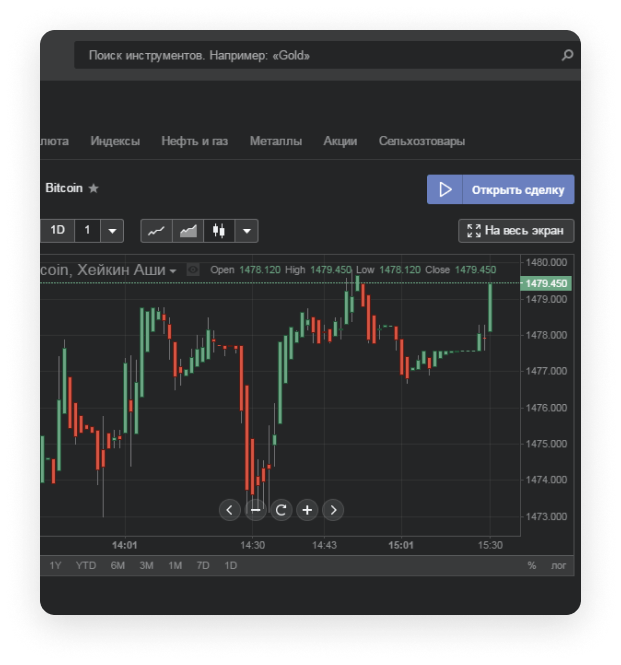 Поиск инструментов. Например: «Gold»
люта Индексы Нефть и газ Металлы Акции Сельхозтовары
Bitcoin
Открыть сделку
1D 1
На весь экран
coin, Хейкин Аши Open 1478.120 High 1479.450 Low 1478.120 Close 1479.450
1480.000
1479.450
1479.000
1478.000
1477.000
1476.000
1475.000
1474.000
1473.000
14:01 14:30 14:43 15:01 15:30
1Y YTD 6M 3M 1M 7D 1D % лог